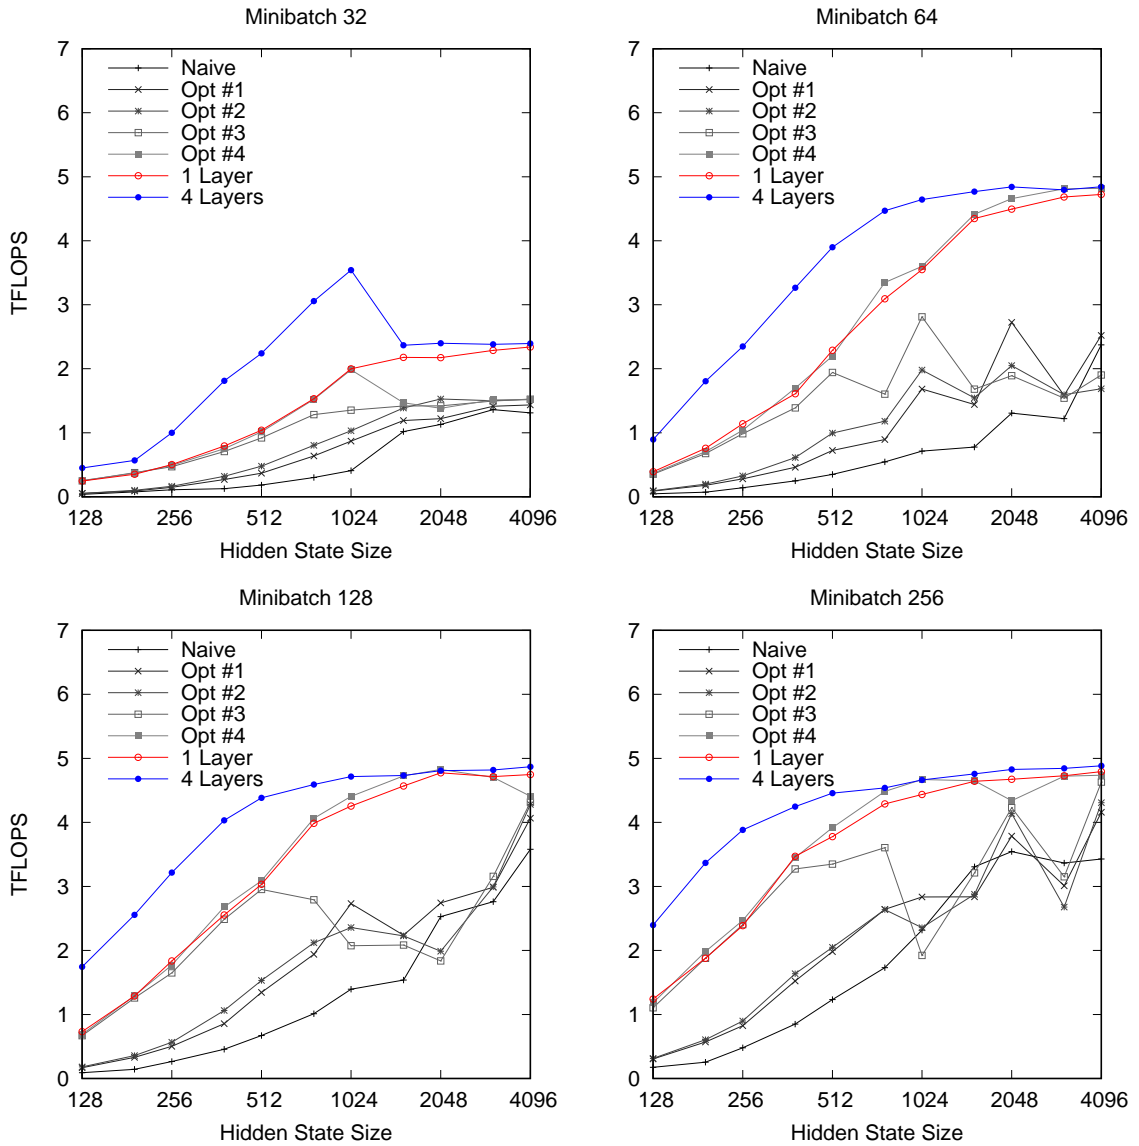 Minibatch 32
7
6
5
4
3
2
1
0
TFLOPS
Naive
Opt #1
Opt #2
Opt #3
Opt #4
1 Layer
4 Layers
128 256 512 1024 2048 4096
Hidden State Size
Minibatch 64
7
6
5
4
3
2
1
0
Naive
Opt #1
Opt #2
Opt #3
Opt #4
1 Layer
4 Layers
128 256 512 1024 2048 4096
Hidden State Size
Minibatch 128
7
6
5
4
3
2
1
0
TFLOPS
Naive
Opt #1
Opt #2
Opt #3
Opt #4
1 Layer
4 Layers
128 256 512 1024 2048 4096
Hidden State Size
Minibatch 256
7
6
5
4
3
2
1
0
Naive
Opt #1
Opt #2
Opt #3
Opt #4
1 Layer
4 Layers
128 256 512 1024 2048 4096
Hidden State Size